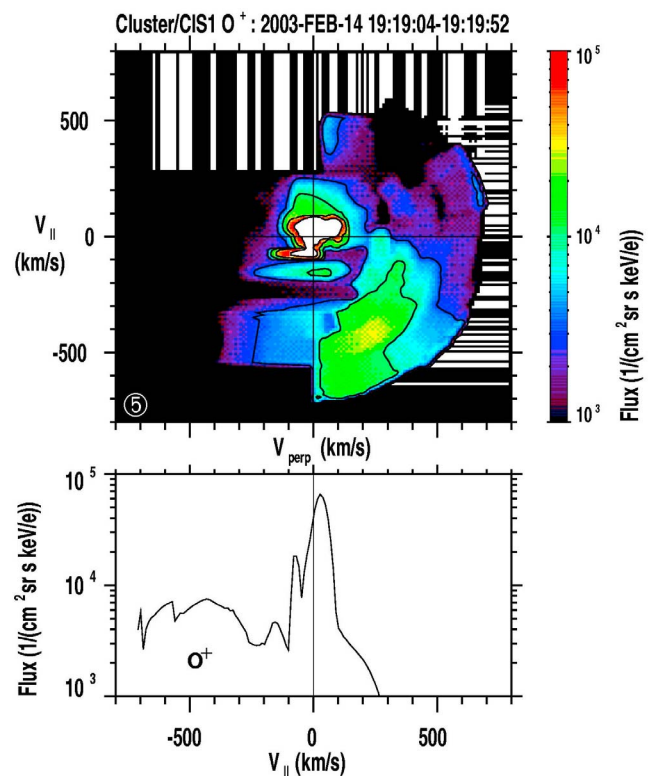 Cluster/CIS1 O⁺ : 2003-FEB-14 19:19:04-19:19:52
500
0
-500
V||
(km/s)
⑤
V perp (km/s)
10⁵
10⁴
10³
Flux (1/(cm² sr s keV/e))
10⁵
10⁴
10³
Flux (1/(cm² sr s keV/e))
O⁺
-500
0
500
V|| (km/s)